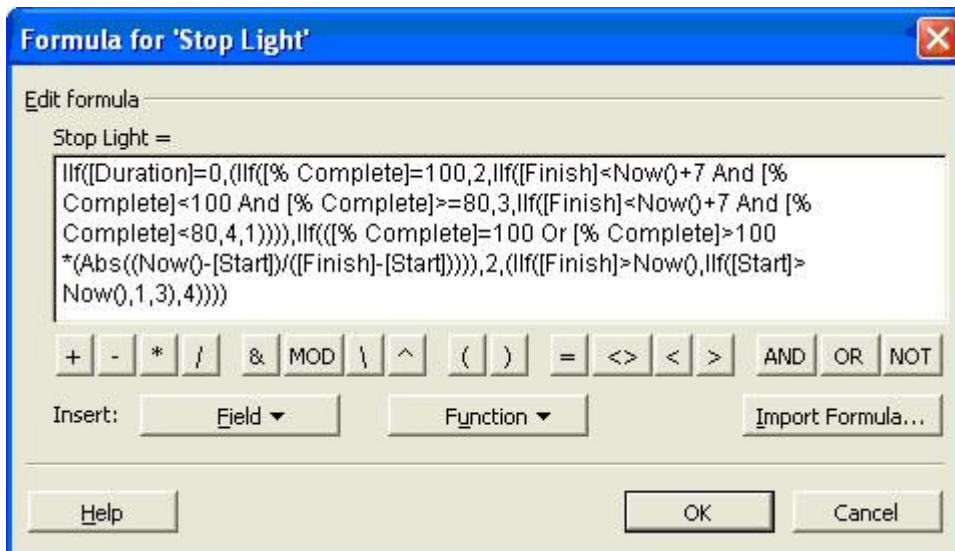 Formula for 'Stop Light'
Edit formula
Stop Light =
IIf([Duration]=0,(IIf([% Complete]=100,2,IIf([Finish]<Now()+7 And [%
Complete]<100 And [% Complete]>=80,3,IIf([Finish]<Now()+7 And [%
Complete]<80,4,1)))),IIf(([% Complete]=100 Or [% Complete]>100
*(Abs((Now()-[Start])/([Finish]-[Start])))),2,(IIf([Finish]>Now(),IIf([Start]>
Now(),1,3),4))))
+ - * / & MOD \ ^ ( ) = <> < > AND OR NOT
Insert: Field Function Import Formula...
Help OK Cancel